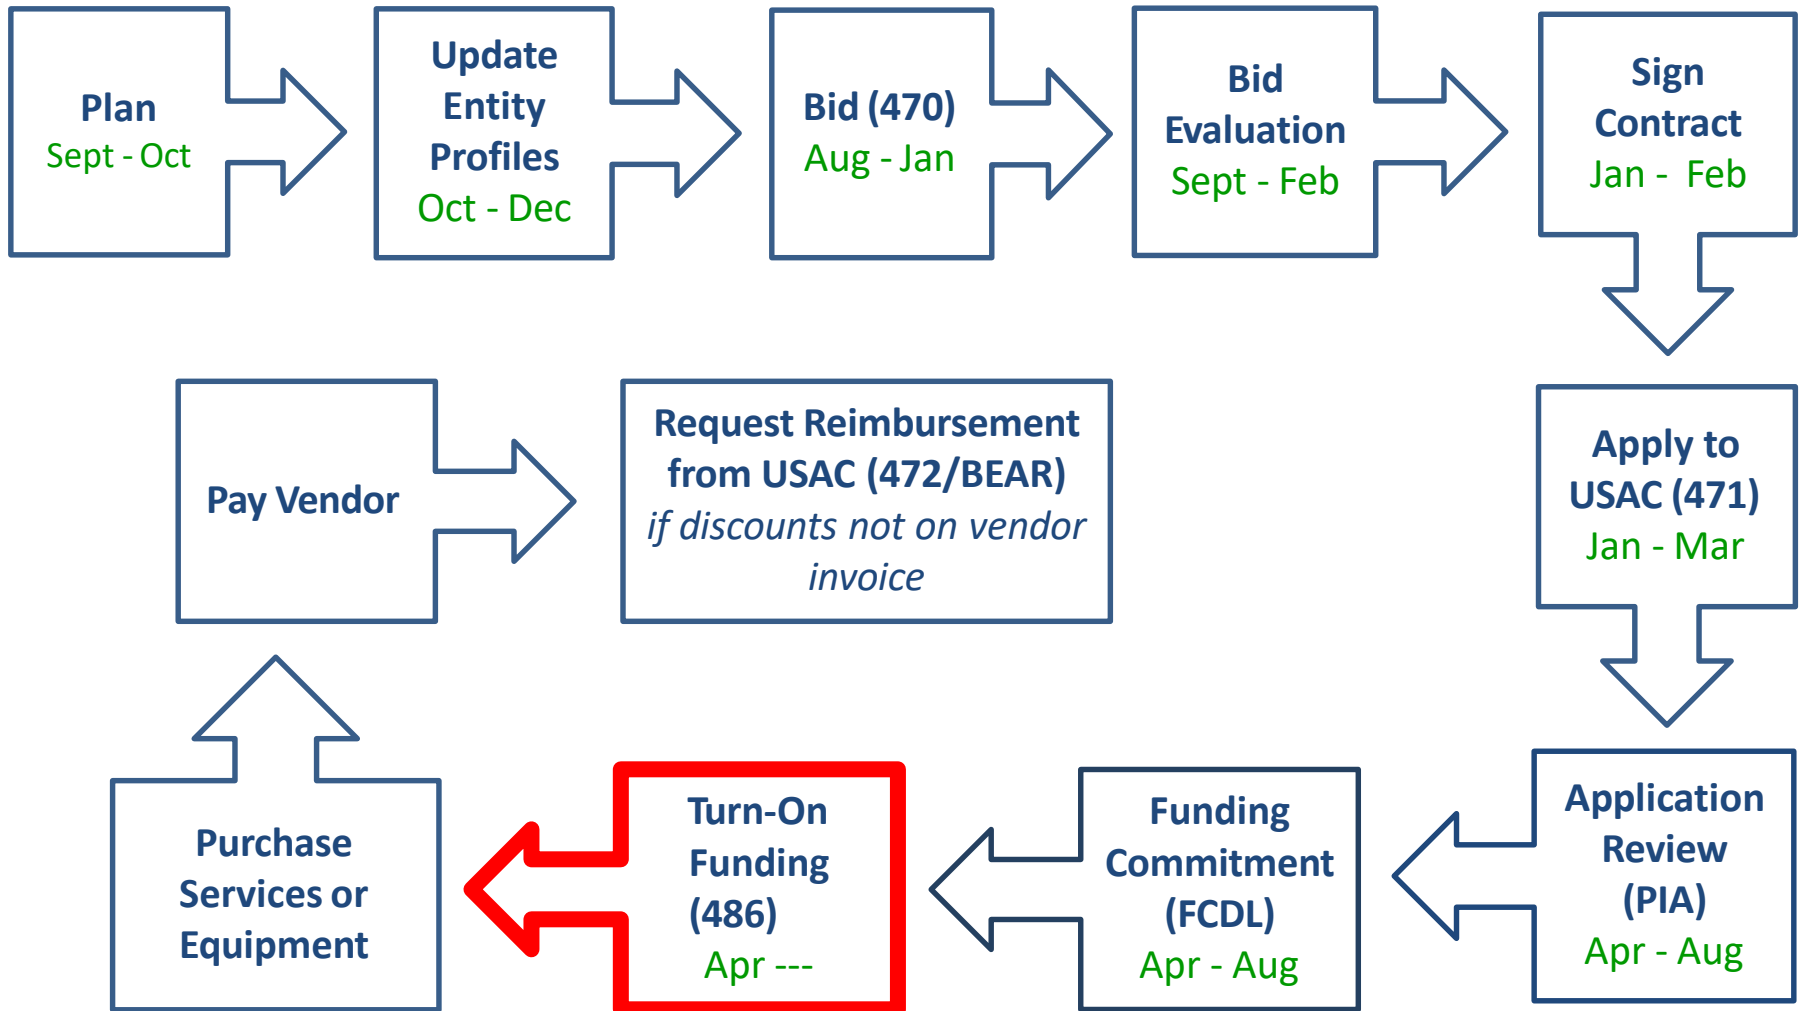 Plan
Sept - Oct
Update
Entity
Profiles
Oct - Dec
Bid (470)
Aug - Jan
Bid
Evaluation
Sept - Feb
Sign
Contract
Jan - Feb
Apply to
USAC (471)
Jan - Mar
Application
Review
(PIA)
Apr - Aug
Funding
Commitment
(FCDL)
Apr - Aug
Turn-On
Funding
(486)
Apr ---
Purchase
Services or
Equipment
Pay Vendor
Request Reimbursement
from USAC (472/BEAR)
if discounts not on vendor
invoice